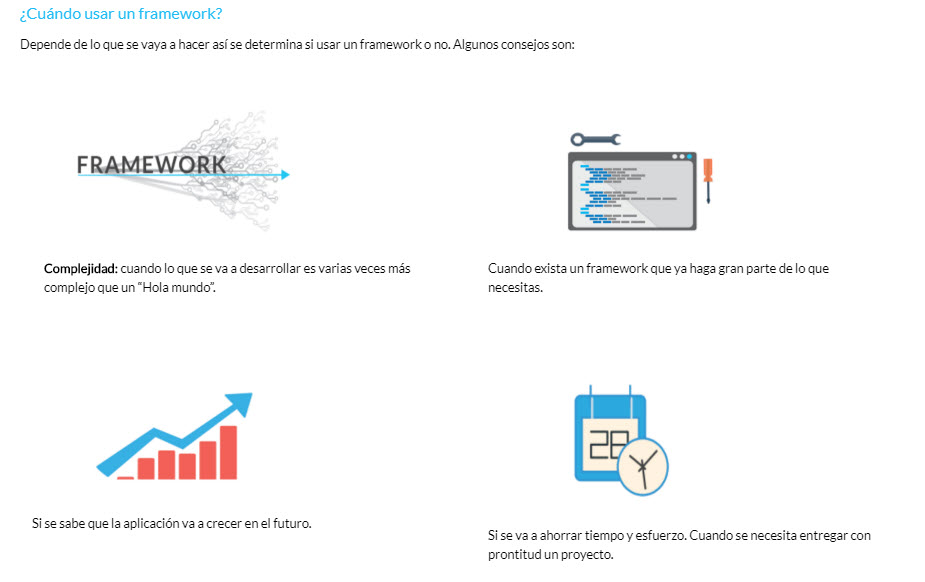 ¿Cuándo usar un framework?
Depende de lo que se vaya a hacer así se determina si usar un framework o no. Algunos consejos son:
FRAMEWORK
Complejidad: cuando lo que se va a desarrollar es varias veces más
complejo que un "Hola mundo".
Cuando exista un framework que ya haga gran parte de lo que
necesitas.
28
Si se sabe que la aplicación va a crecer en el futuro.
Si se va a ahorrar tiempo y esfuerzo. Cuando se necesita entregar con
prontitud un proyecto.